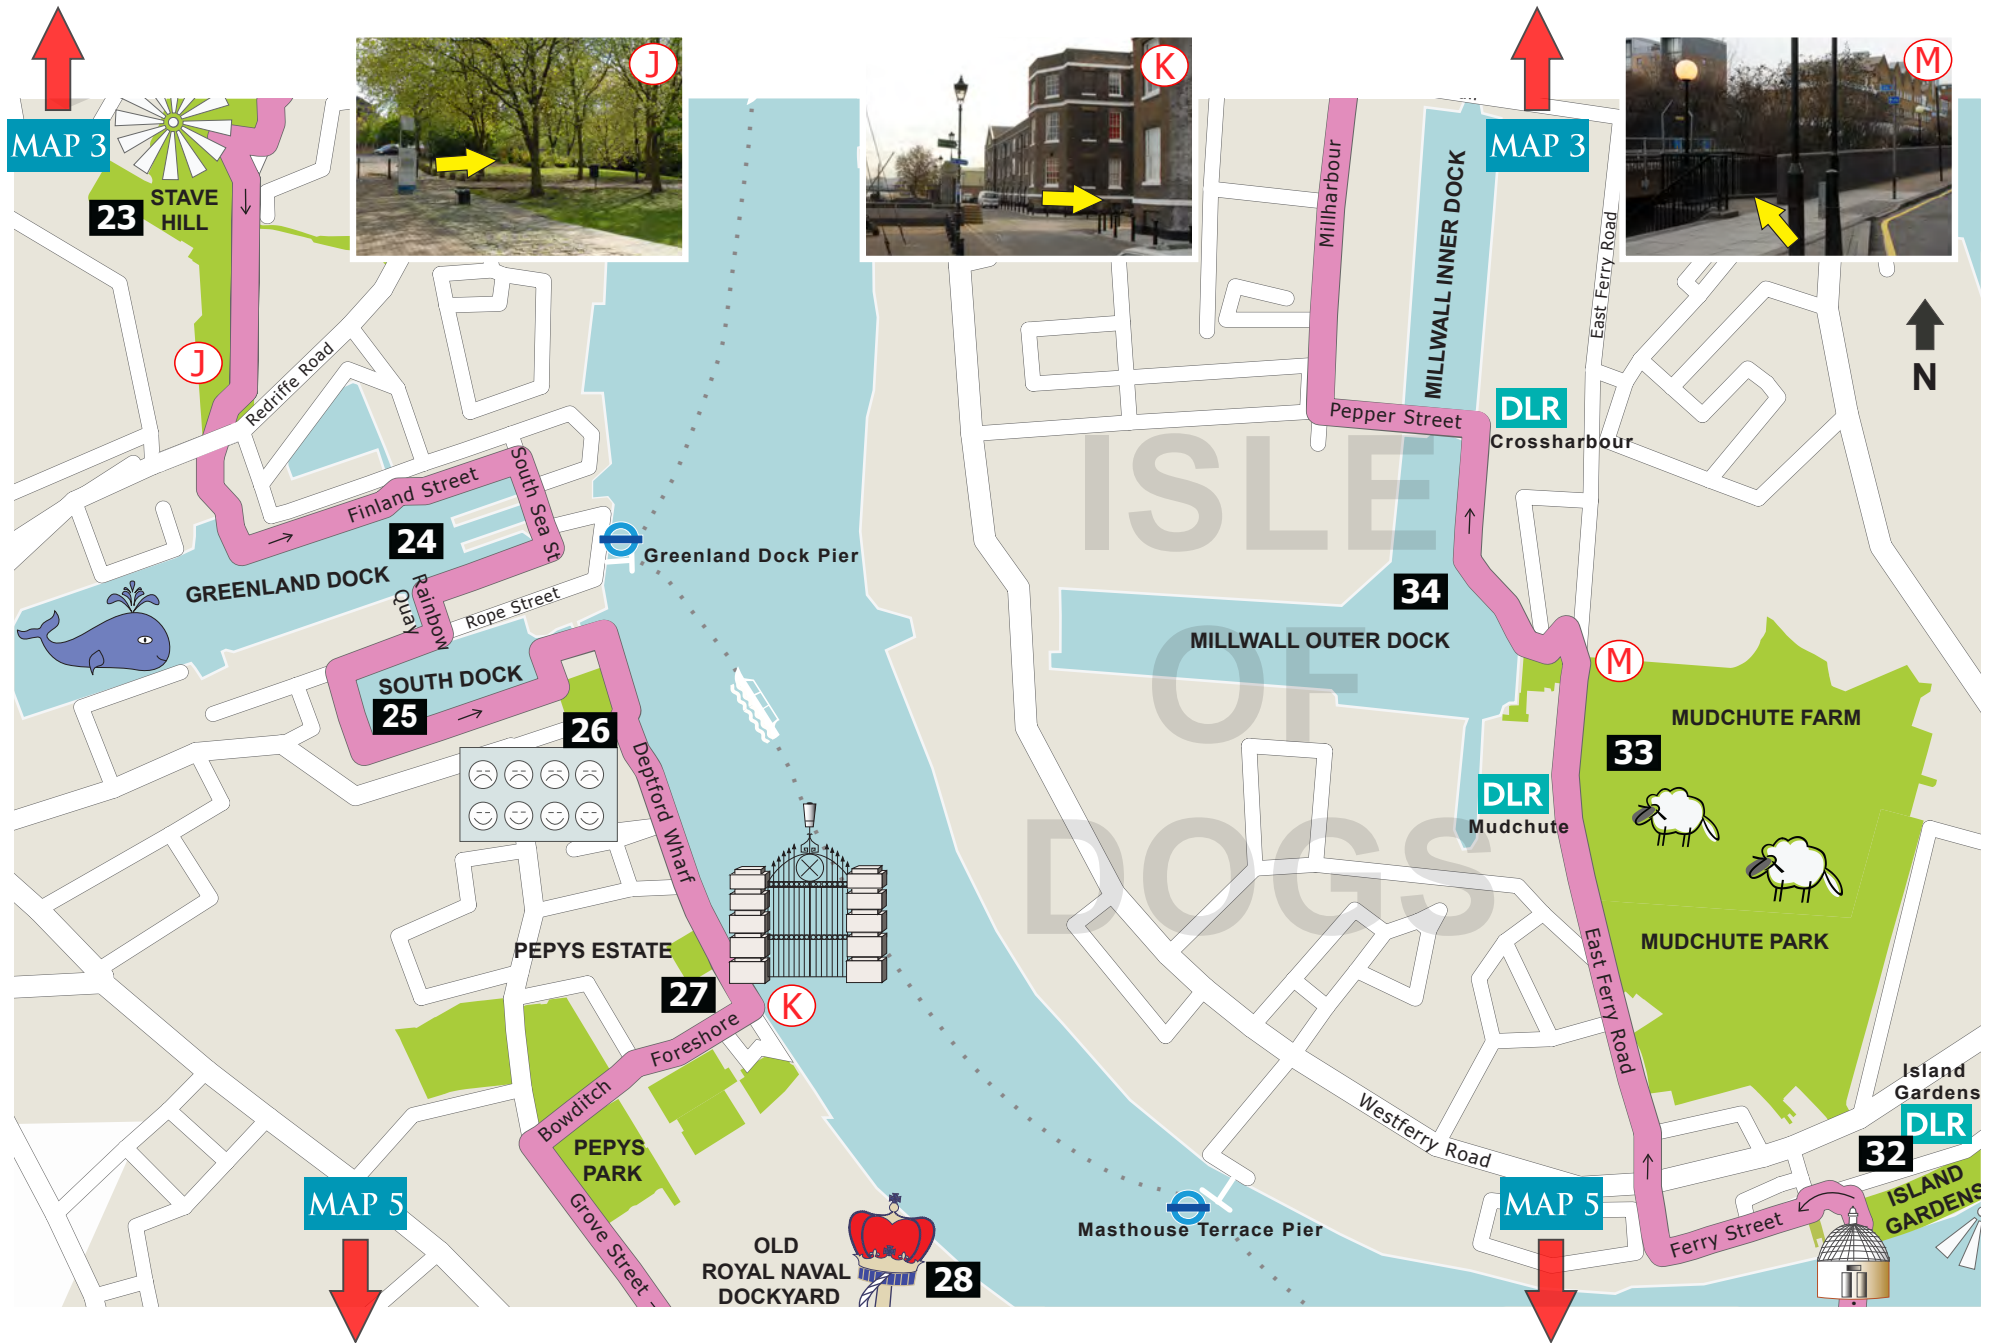 MAP 3
J
K
MAP 3
M
STAVE
HILL
23
J
Redriffe Road
Finland Street
South Sea St
24
GREENLAND DOCK
Greenland Dock Pier
Rainbow
Quay
Rope Street
SOUTH DOCK
25
26
Deptford Wharf
PEPYS ESTATE
27
K
Foreshore
Bowditch
PEPYS
PARK
Grove Street
MAP 5
OLD
ROYAL NAVAL
DOCKYARD
28
Millharbour
MILLWALL INNER DOCK
East Ferry Road
N
Pepper Street
DLR
Crossharbour
ISLE
OF
DOGS
34
MILLWALL OUTER DOCK
M
MUDCHUTE FARM
33
DLR
Mudchute
MUDCHUTE PARK
East Ferry Road
Westferry Road
Masthouse Terrace Pier
MAP 5
Ferry Street
Island
Gardens
DLR
32
ISLAND
GARDENS